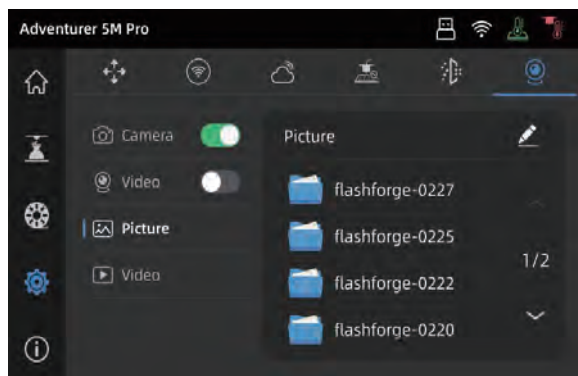 Adventurer 5M Pro
Camera
Video
Picture
Video
Picture
flashforge-0227
flashforge-0225
flashforge-0222
flashforge-0220
1/2